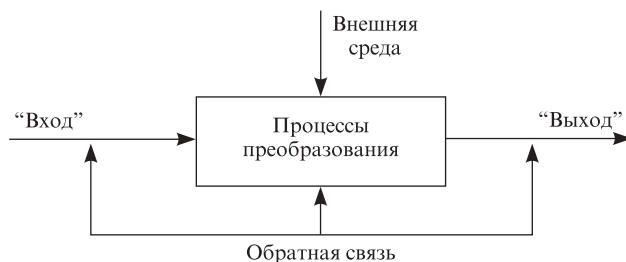 Внешняя
среда
“Вход”
“Выход”
Процессы
преобразования
Обратная связь